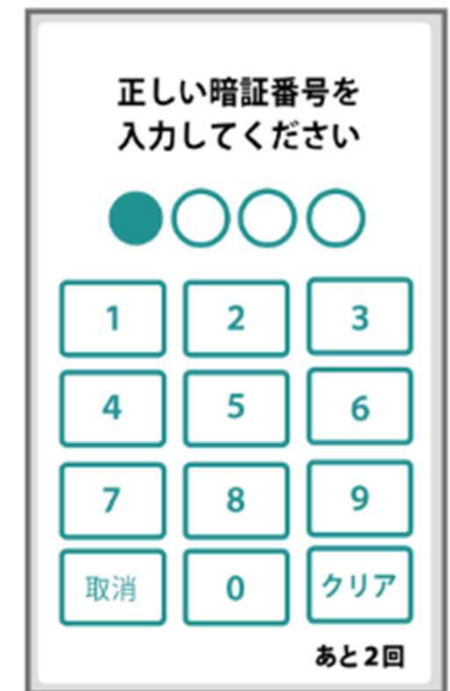 正しい暗証番号を
入力してください
1 2 3
4 5 6
7 8 9
取消 0 クリア
あと2回